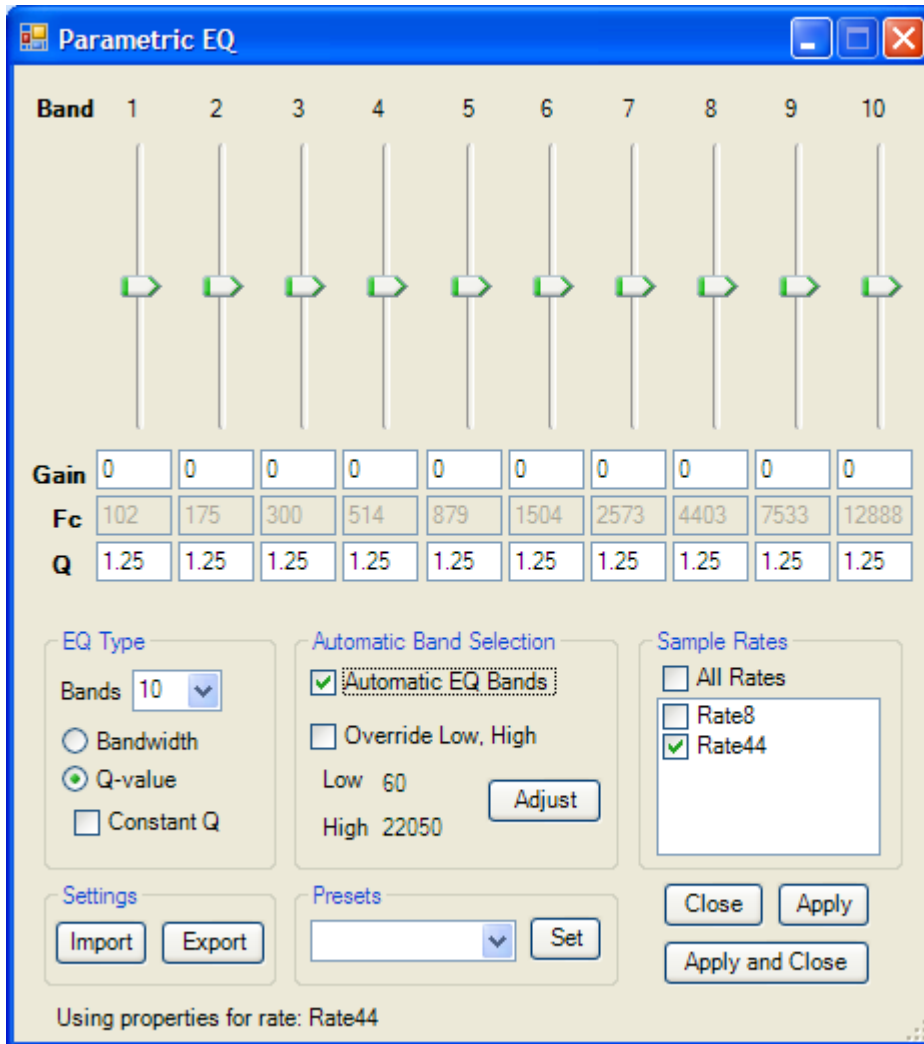 Parametric EQ
Band 1 2 3 4 5 6 7 8 9 10
Gain 0 0 0 0 0 0 0 0 0 0
Fc 102 175 300 514 879 1504 2573 4403 7533 12888
Q 1.25 1.25 1.25 1.25 1.25 1.25 1.25 1.25 1.25 1.25
EQ Type
Bands 10
Bandwidth
Q-value
Constant Q
Automatic Band Selection
Automatic EQ Bands
Override Low, High
Low 60
High 22050
Adjust
Sample Rates
All Rates
Rate8
Rate44
Settings
Import Export
Presets
Set
Close Apply
Apply and Close
Using properties for rate: Rate44